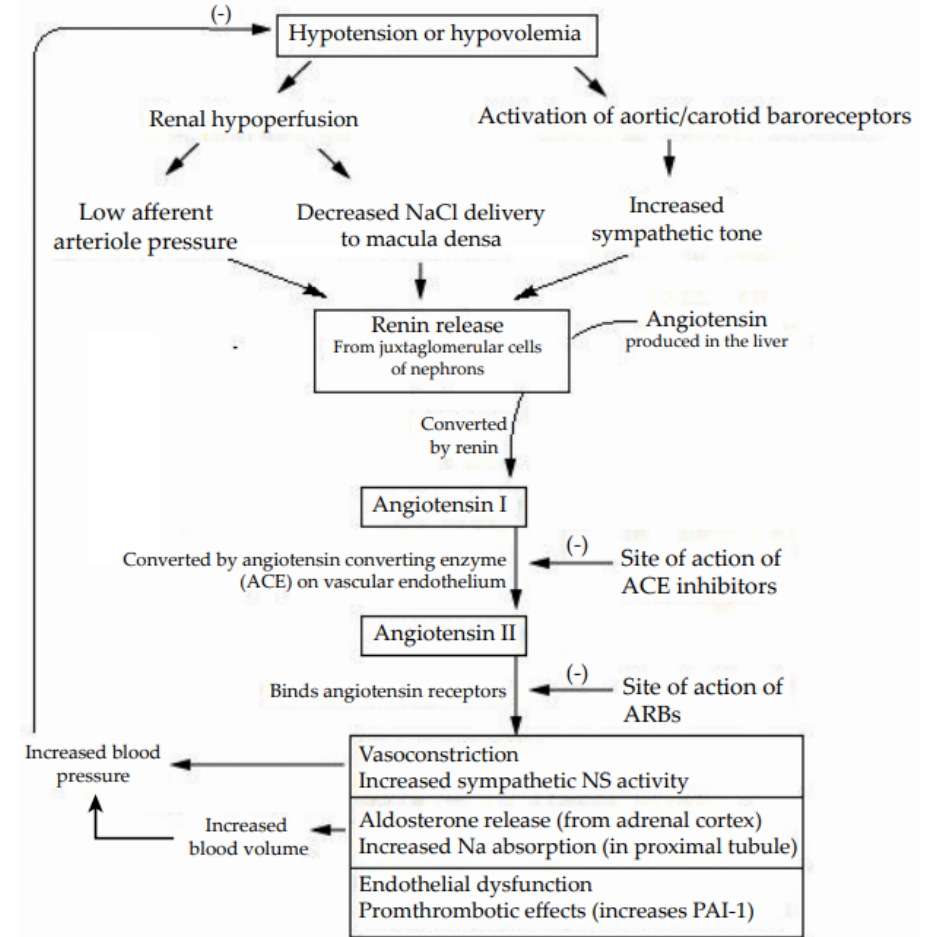 (-)
Hypotension or hypovolemia
Renal hypoperfusion
Activation of aortic/carotid baroreceptors
Low afferent
arteriole pressure
Decreased NaCl delivery
to macula densa
Increased
sympathetic tone
Renin release
From juxtaglomerular cells
of nephrons
Angiotensin
produced in the liver
Converted
by renin
Angiotensin I
Converted by angiotensin converting enzyme
(ACE) on vascular endothelium
(-)
Site of action of
ACE inhibitors
Angiotensin II
Binds angiotensin receptors
(-)
Site of action of
ARBs
Increased blood
pressure
Vasoconstriction
Increased sympathetic NS activity
Increased
blood volume
Aldosterone release (from adrenal cortex)
Increased Na absorption (in proximal tubule)
Endothelial dysfunction
Promthrombotic effects (increases PAI-1)